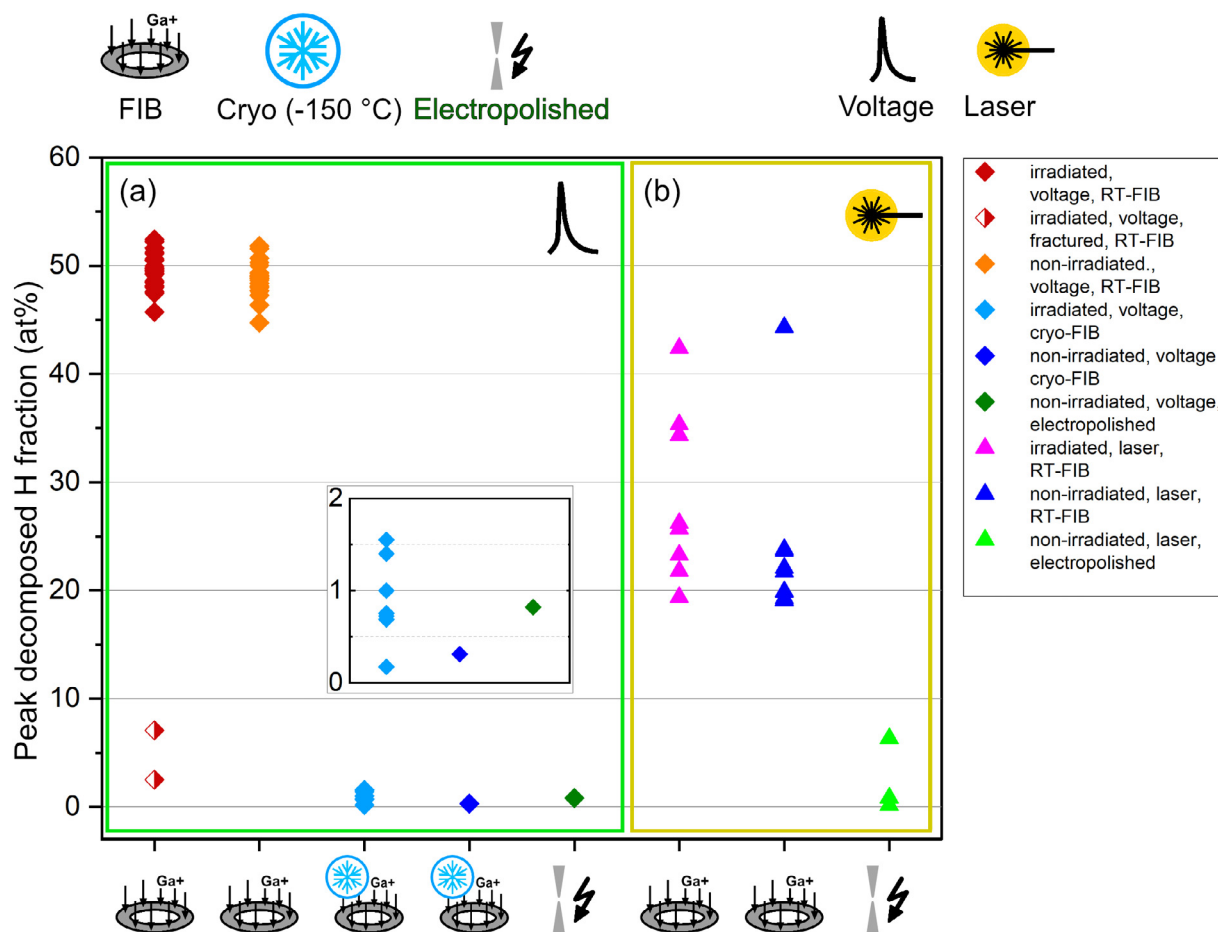 Ga+
FIB
Cryo (-150 °C)
Electropolished
Voltage
Laser
Peak decomposed H fraction (at%)
60
50
40
30
20
10
0
(a)
2
1
0
(b)
irradiated,
voltage, RT-FIB
irradiated, voltage,
fractured, RT-FIB
non-irradiated.,
voltage, RT-FIB
irradiated, voltage,
cryo-FIB
non-irradiated, voltage
cryo-FIB
non-irradiated, voltage,
electropolished
irradiated, laser,
RT-FIB
non-irradiated, laser,
RT-FIB
non-irradiated, laser,
electropolished
Ga+
Ga+
Ga+
Ga+
Ga+
Ga+